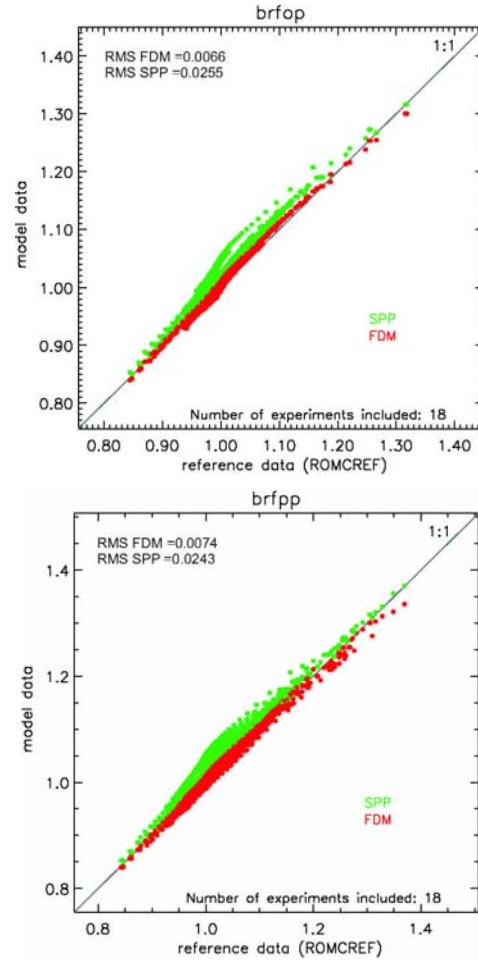 brfop
RMS FDM =0.0066
RMS SPP =0.0255
1:1
1.40
1.30
1.20
1.10
1.00
0.90
0.80
model data
SPP
FDM
Number of experiments included: 18
0.80 0.90 1.00 1.10 1.20 1.30 1.40
reference data (ROMCREF)
brfpp
RMS FDM =0.0074
RMS SPP =0.0243
1:1
1.4
1.2
1.0
0.8
model data
SPP
FDM
Number of experiments included: 18
0.8 1.0 1.2 1.4
reference data (ROMCREF)